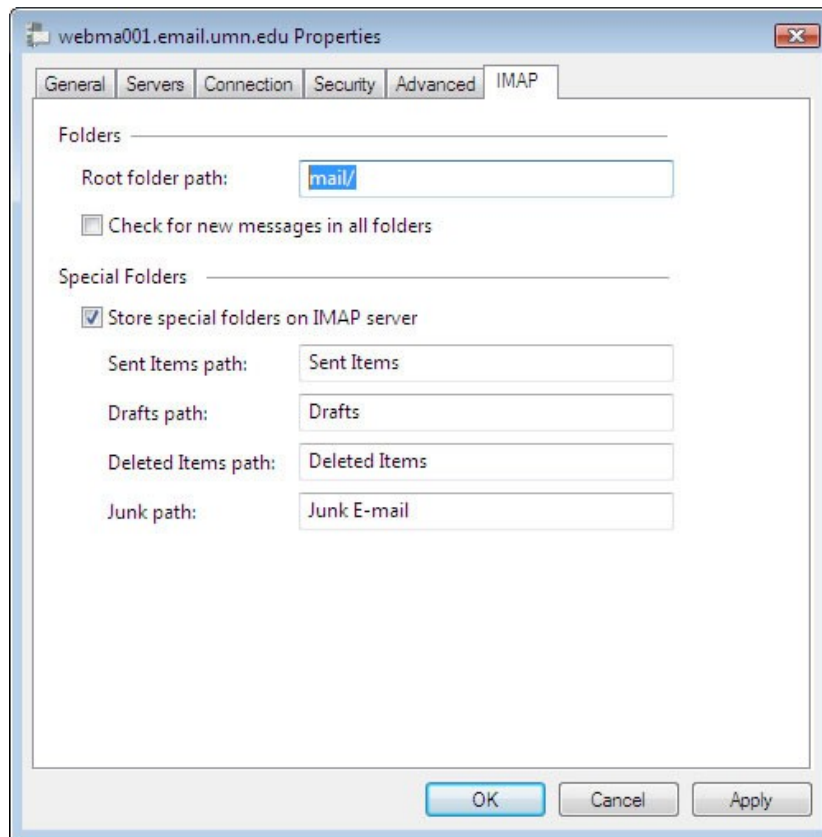 webma001.email.umn.edu Properties
General Servers Connection Security Advanced IMAP
Folders
Root folder path: mail/
Check for new messages in all folders
Special Folders
Store special folders on IMAP server
Sent Items path: Sent Items
Drafts path: Drafts
Deleted Items path: Deleted Items
Junk path: Junk E-mail
OK Cancel Apply